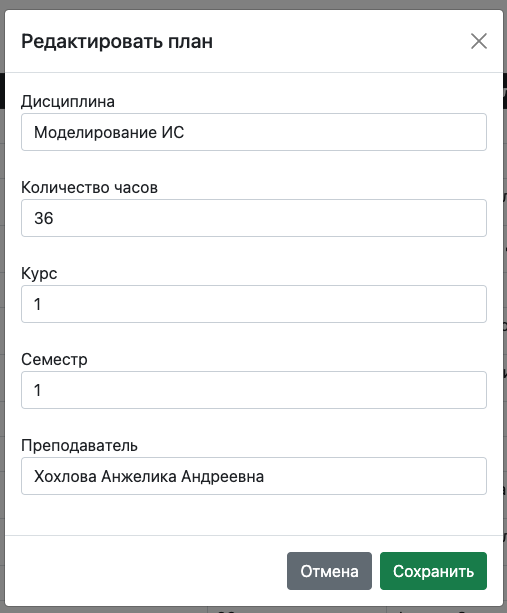 Редактировать план
Дисциплина
Моделирование ИС
Количество часов
36
Курс
1
Семестр
1
Преподаватель
Хохлова Анжелика Андреевна
Отмена Сохранить